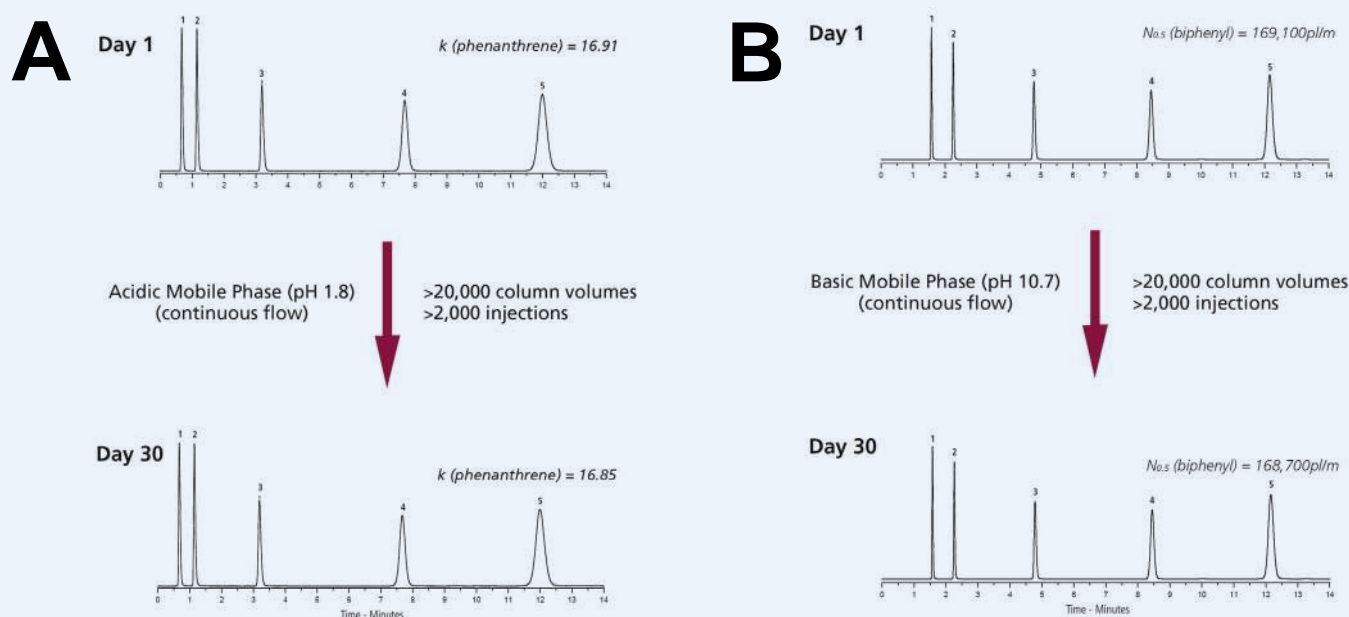 A
Day 1
k (phenanthrene) = 16.91
1 2
3
4
5
0 1 2 3 4 5 6 7 8 9 10 11 12 13 14
Acidic Mobile Phase (pH 1.8)
(continuous flow)
>20,000 column volumes
>2,000 injections
Day 30
k (phenanthrene) = 16.85
1 2
3
4
5
0 1 2 3 4 5 6 7 8 9 10 11 12 13 14
Time - Minutes
B
Day 1
N0.5 (biphenyl) = 169,100pl/m
1
2
3
4
5
0 1 2 3 4 5 6 7 8 9 10 11 12 13 14
Basic Mobile Phase (pH 10.7)
(continuous flow)
>20,000 column volumes
>2,000 injections
Day 30
N0.5 (biphenyl) = 168,700pl/m
1
2
3
4
5
0 1 2 3 4 5 6 7 8 9 10 11 12 13 14
Time - Minutes